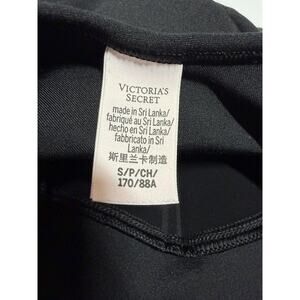 VICTORIA'S
SECRET
made in Sri Lanka/
fabriqué au Sri Lanka/
hecho en Sri Lanka/
fabbricato in Sri
Lanka/
斯里兰卡制造
S/P/CH/
170/88A